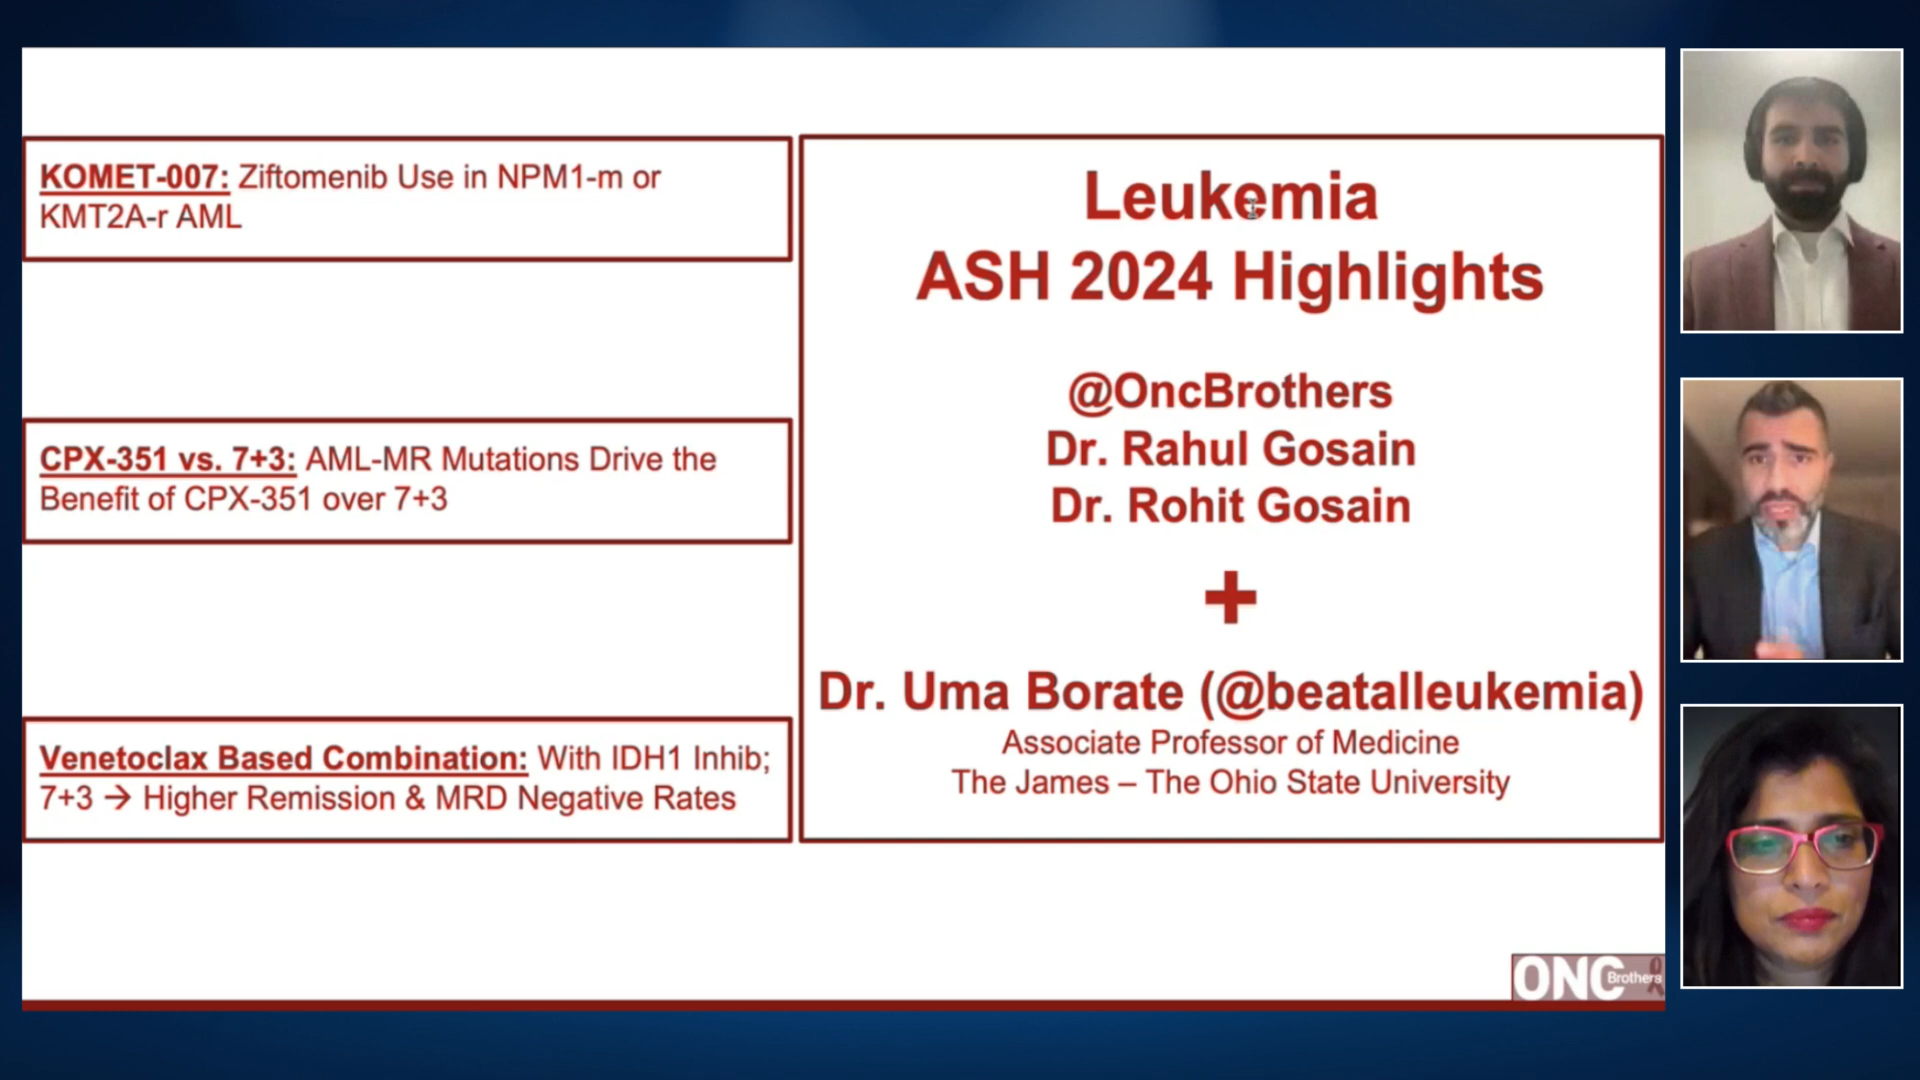 KOMET-007: Ziftomenib Use in NPM1-m or
KMT2A-r AML
CPX-351 vs. 7+3: AML-MR Mutations Drive the
Benefit of CPX-351 over 7+3
Venetoclax Based Combination: With IDH1 Inhib;
7+3 → Higher Remission & MRD Negative Rates
Leukemia
ASH 2024 Highlights
@OncBrothers
Dr. Rahul Gosain
Dr. Rohit Gosain
+
Dr. Uma Borate (@beatalleukemia)
Associate Professor of Medicine
The James – The Ohio State University
ONC Brothers